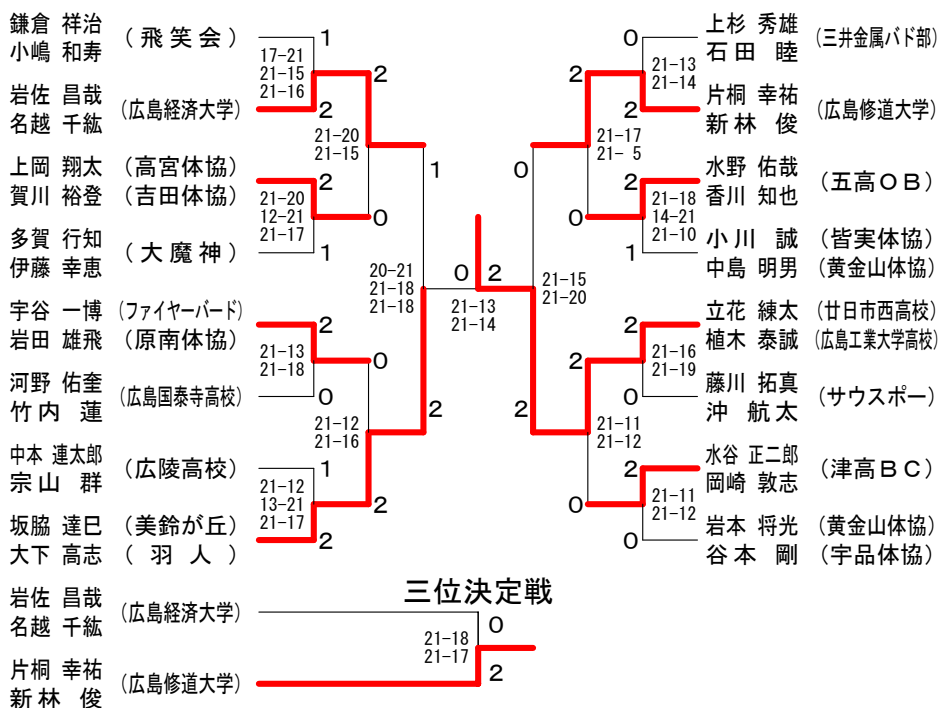 鎌倉 祥治
小嶋 和寿
(飛笑会)
1
17-21
21-15
21-16
2
岩佐 昌哉
名越 千紘
(広島経済大学)
2
21-20
21-15
1
上岡 翔太 (高宮体協)
賀川 裕登 (吉田体協)
2
21-20
12-21
21-17
0
多賀 行知
伊藤 幸恵
(大魔神)
1
20-21
21-18
21-18
宇谷 一博 (ファイヤーバード)
岩田 雄飛 (原南体協)
2
21-13
21-18
0
河野 佑奎
竹内 蓮
(広島国泰寺高校)
0
21-12
21-16
2
中本 連太郎
宗山 群
(広陵高校)
1
21-12
13-21
21-17
2
坂脇 達巳 (美鈴が丘)
大下 高志 (羽人)
2
0 2
21-13
21-14
0
上杉 秀雄
石田 睦
(三井金属バド部)
2
21-13
21-14
2
片桐 幸祐
新林 俊
(広島修道大学)
0
21-17
21- 5
2
水野 佑哉
香川 知也
(五高OB)
0
21-18
14-21
21-10
1
小川 誠 (皆実体協)
中島 明男 (黄金山体協)
21-15
21-20
2
立花 練太 (廿日市西高校)
植木 泰誠 (広島工業大学高校)
2
21-16
21-19
0
藤川 拓真
沖 航太
(サウスポー)
2
21-11
21-12
2
水谷 正二郎
岡崎 敦志
(津高BC)
0
21-11
21-12
0
岩本 将光 (黄金山体協)
谷本 剛 (宇品体協)
三位決定戦
岩佐 昌哉
名越 千紘
(広島経済大学)
0
21-18
21-17
2
片桐 幸祐
新林 俊
(広島修道大学)